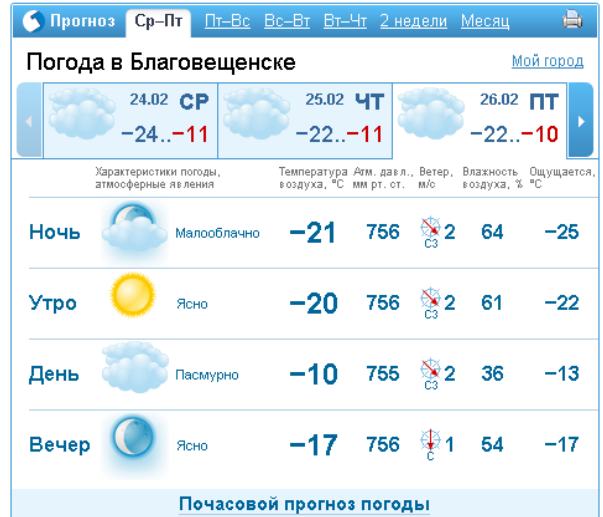 Прогноз Ср–Пт Пт–Вс Вс–Вт Вт–Чт 2 недели Месяц
Погода в Благовещенске Мой город
24.02 СР 25.02 ЧТ 26.02 ПТ
−24..−11 −22..−11 −22..−10
Характеристики погоды, Температура Атм. давл., Ветер, Влажность Ощущается,
атмосферные явления воздуха, °C мм рт. ст. м/с воздуха, % °C
Ночь Малооблачно −21 756 2 64 −25
СЗ
Утро Ясно −20 756 2 61 −22
СЗ
День Пасмурно −10 755 2 36 −13
СЗ
Вечер Ясно −17 756 1 54 −17
С
Почасовой прогноз погоды